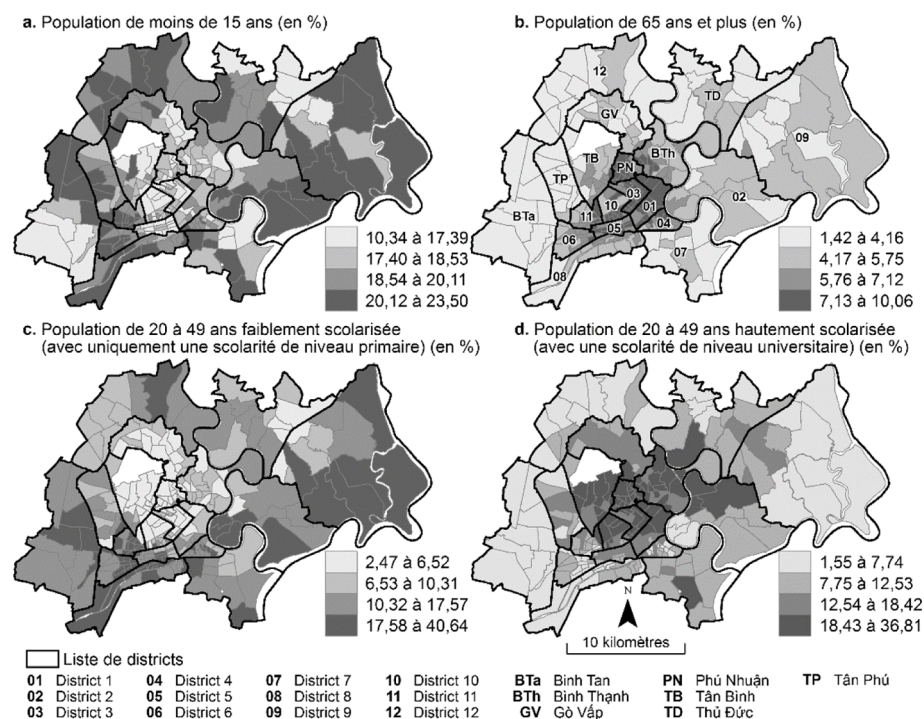 a. Population de moins de 15 ans (en %)
b. Population de 65 ans et plus (en %)
12
TD
GV
09
TB
BTh
PN
TP
03
10
01
02
BTa
11
04
05
06
07
08
10,34 à 17,39
17,40 à 18,53
18,54 à 20,11
20,12 à 23,50
1,42 à 4,16
4,17 à 5,75
5,76 à 7,12
7,13 à 10,06
c. Population de 20 à 49 ans faiblement scolarisée
(avec uniquement une scolarité de niveau primaire) (en %)
d. Population de 20 à 49 ans hautement scolarisée
(avec une scolarité de niveau universitaire) (en %)
2,47 à 6,52
6,53 à 10,31
10,32 à 17,57
17,58 à 40,64
1,55 à 7,74
7,75 à 12,53
12,54 à 18,42
18,43 à 36,81
N
10 kilomètres
Liste de districts
01 District 1
02 District 2
03 District 3
04 District 4
05 District 5
06 District 6
07 District 7
08 District 8
09 District 9
10 District 10
11 District 11
12 District 12
BTa Binh Tan
BTh Bình Thạnh
GV Gò Vấp
PN Phú Nhuận
TB Tân Bình
TD Thủ Đức
TP Tân Phú